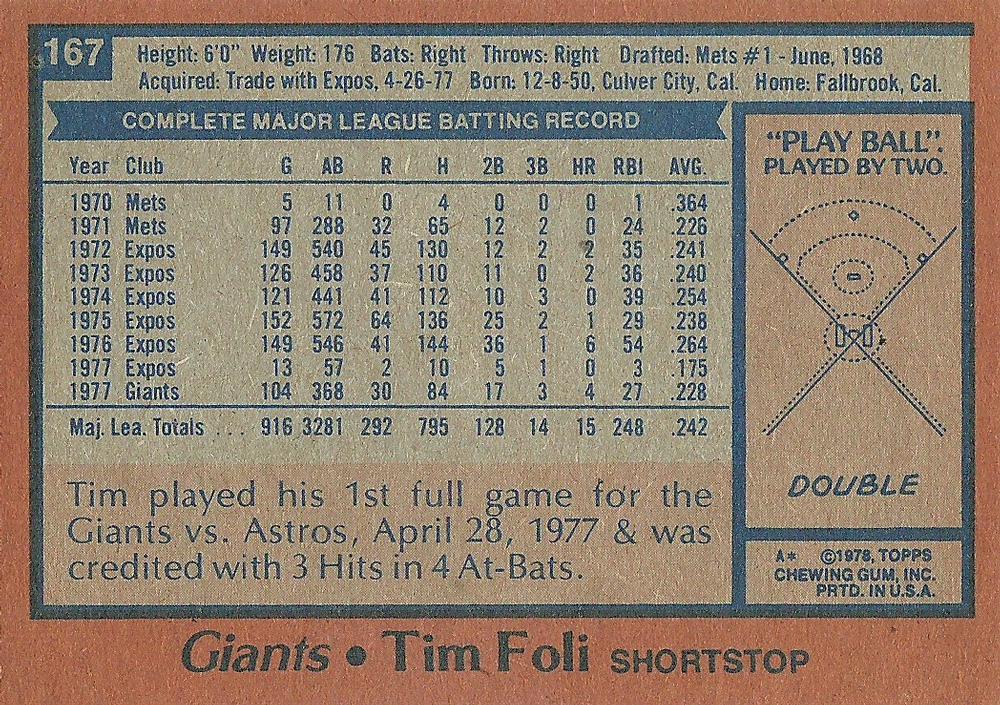 167
Height: 6'0" Weight: 176 Bats: Right Throws: Right Drafted: Mets #1 - June, 1968
Acquired: Trade with Expos, 4-26-77 Born: 12-8-50, Culver City, Cal. Home: Fallbrook, Cal.
COMPLETE MAJOR LEAGUE BATTING RECORD
Year Club G AB R H 2B 3B HR RBI AVG.
1970 Mets 5 11 0 4 0 0 0 1 .364
1971 Mets 97 288 32 65 12 2 0 24 .226
1972 Expos 149 540 45 130 12 2 2 35 .241
1973 Expos 126 458 37 110 11 0 2 36 .240
1974 Expos 121 441 41 112 10 3 0 39 .254
1975 Expos 152 572 64 136 25 2 1 29 .238
1976 Expos 149 546 41 144 36 1 6 54 .264
1977 Expos 13 57 2 10 5 1 0 3 .175
1977 Giants 104 368 30 84 17 3 4 27 .228
Maj. Lea. Totals ... 916 3281 292 795 128 14 15 248 .242
Tim played his 1st full game for the
Giants vs. Astros, April 28, 1977 & was
credited with 3 Hits in 4 At-Bats.
"PLAY BALL".
PLAYED BY TWO.
DOUBLE
A* ©1978, TOPPS
CHEWING GUM, INC.
PRTD. IN U.S.A.
Giants • Tim Foli SHORTSTOP